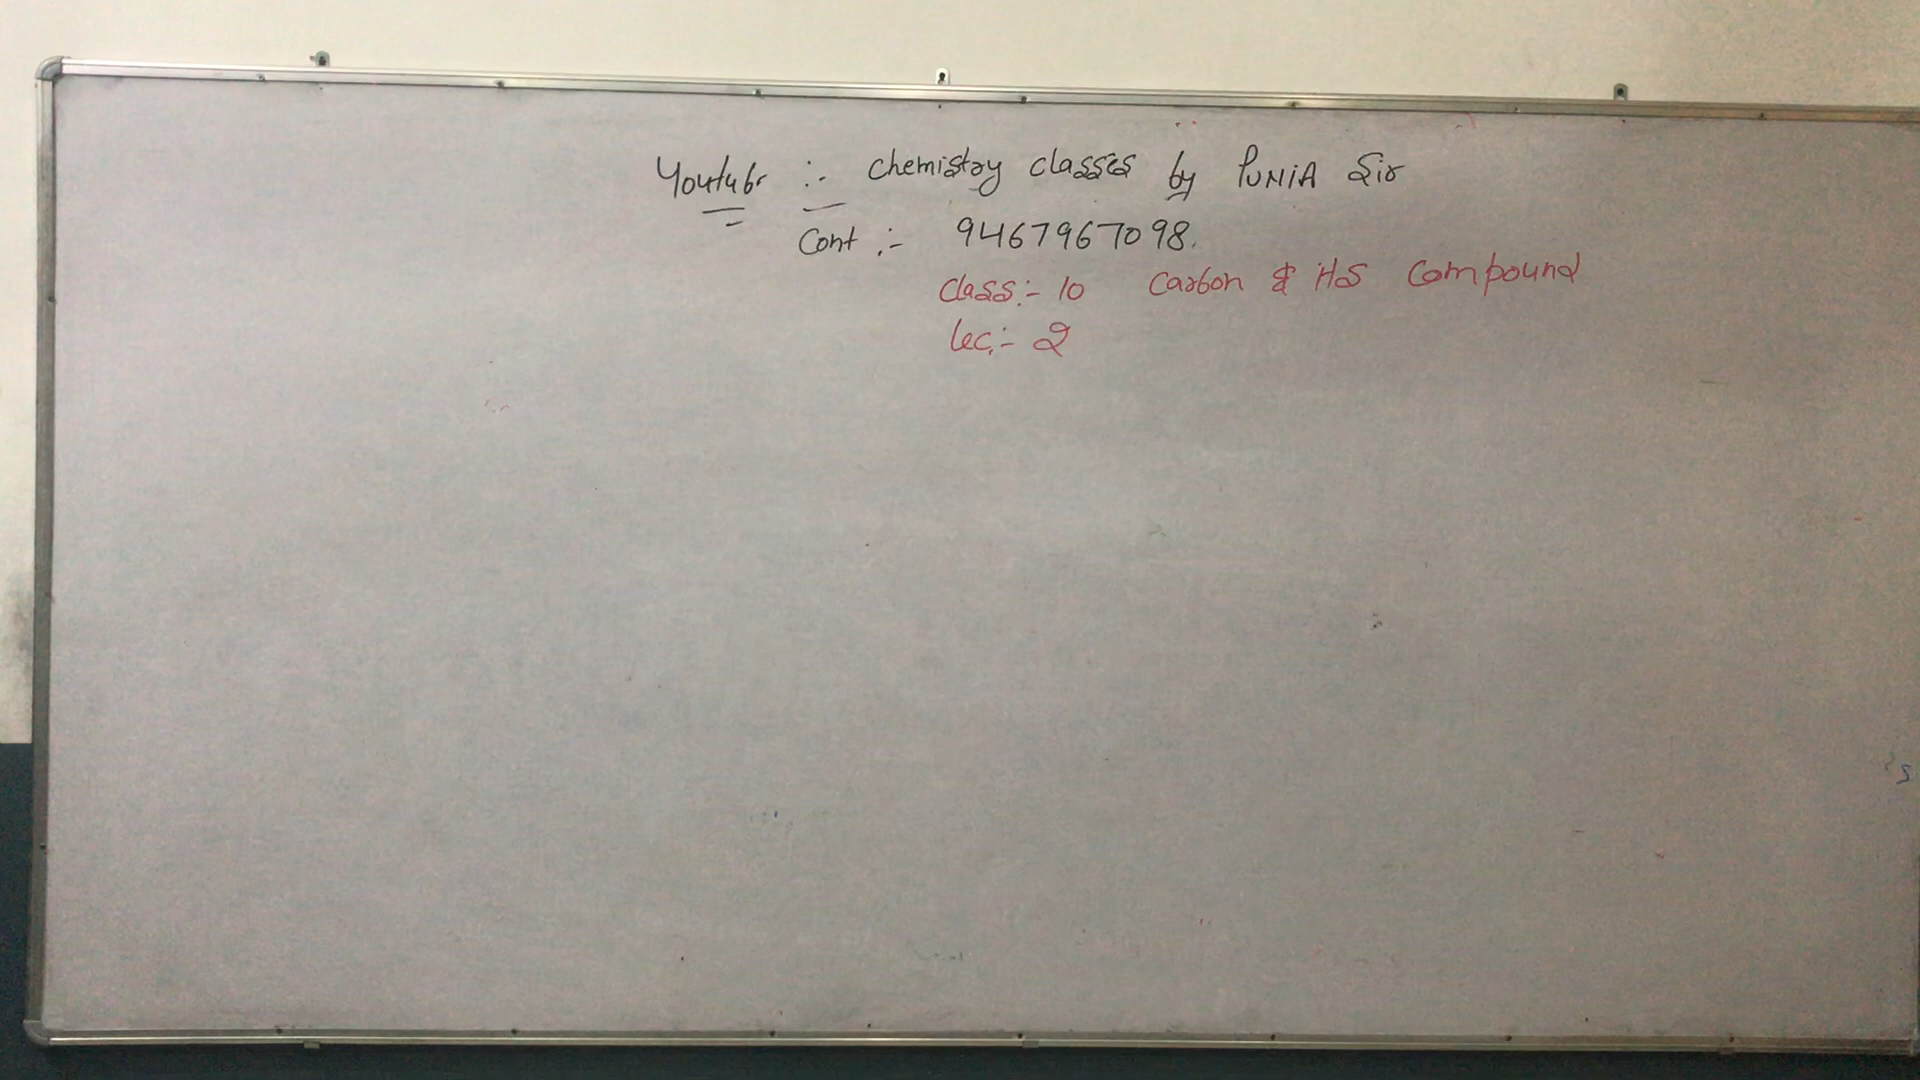 Youtube :- Chemistry classes by PUNIA Sir
Cont :- 9467967098.
Class :- 10 Carbon & its Compound
Lec :- 2